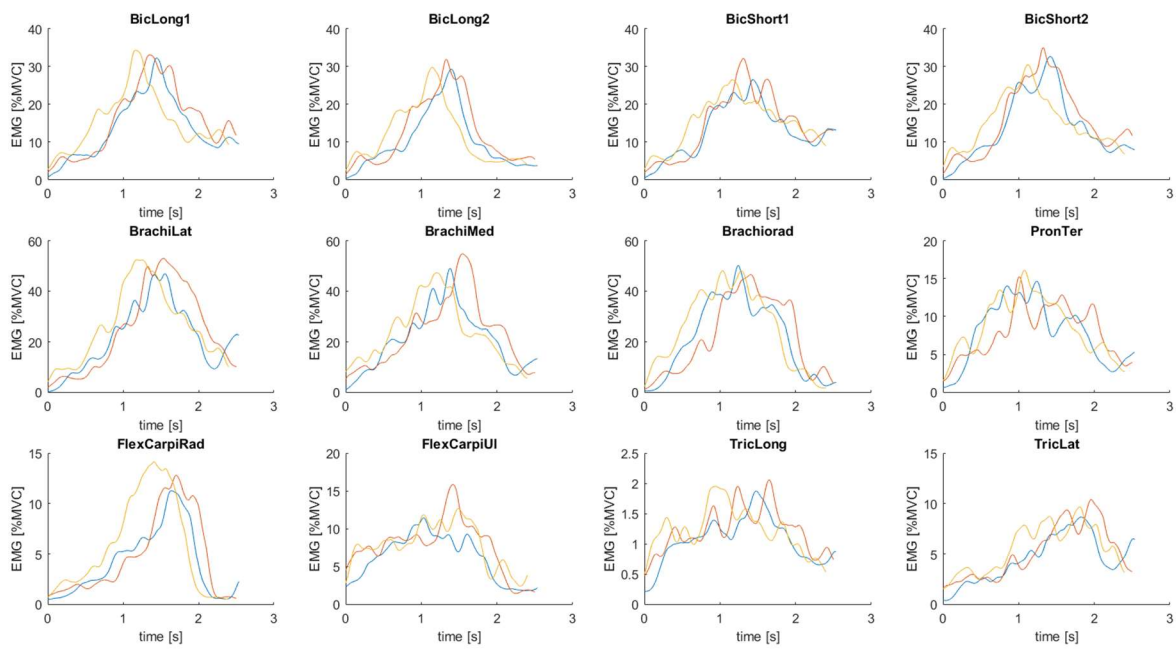 BicLong1 BicLong2 BicShort1 BicShort2
40 40 40 40
30 30 30 30
20 20 20 20
10 10 10 10
0 0 0 0
EMG [%MVC] EMG [%MVC] EMG [%MVC] EMG [%MVC]
0 1 2 3 0 1 2 3 0 1 2 3 0 1 2 3
time [s] time [s] time [s] time [s]
BrachiLat BrachiMed Brachiorad PronTer
60 60 60 20
40 40 40 15
20 20 20 10
0 0 0 5
0
EMG [%MVC] EMG [%MVC] EMG [%MVC] EMG [%MVC]
0 1 2 3 0 1 2 3 0 1 2 3 0 1 2 3
time [s] time [s] time [s] time [s]
FlexCarpiRad FlexCarpiUl TricLong TricLat
15 20 2.5 15
10 15 2 10
5 10 1.5 5
0 5 1 0
0 0.5
0
EMG [%MVC] EMG [%MVC] EMG [%MVC] EMG [%MVC]
0 1 2 3 0 1 2 3 0 1 2 3 0 1 2 3
time [s] time [s] time [s] time [s]